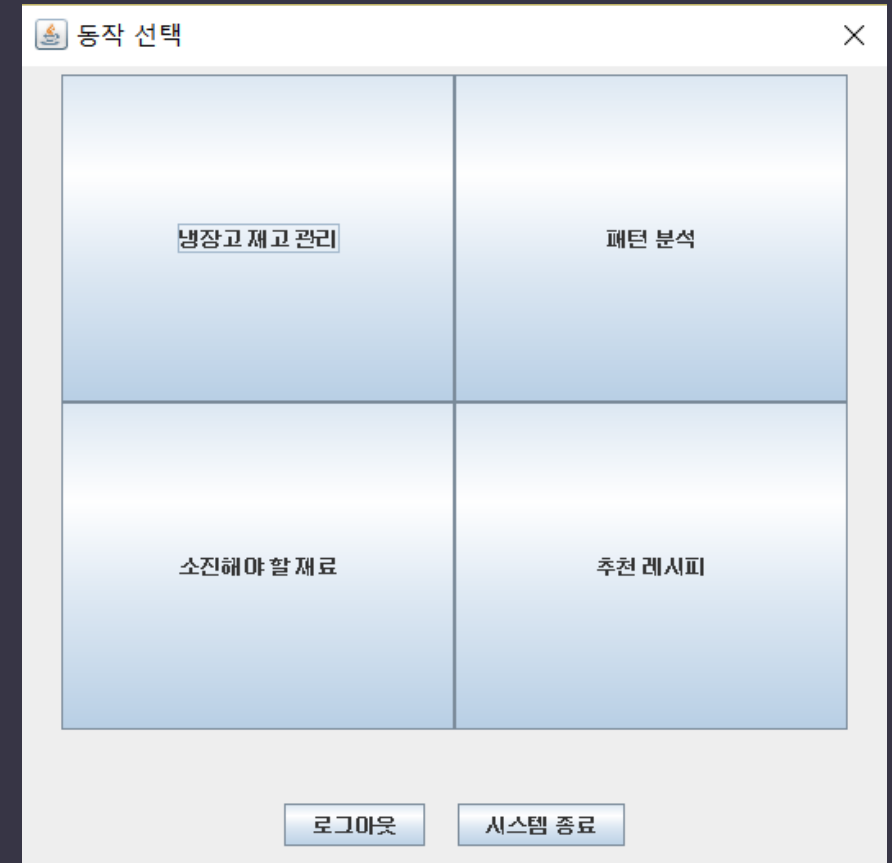 동작 선택
냉장고 재고 관리
패턴 분석
소진해야 할 재료
추천 레시피
로그아웃
시스템 종료